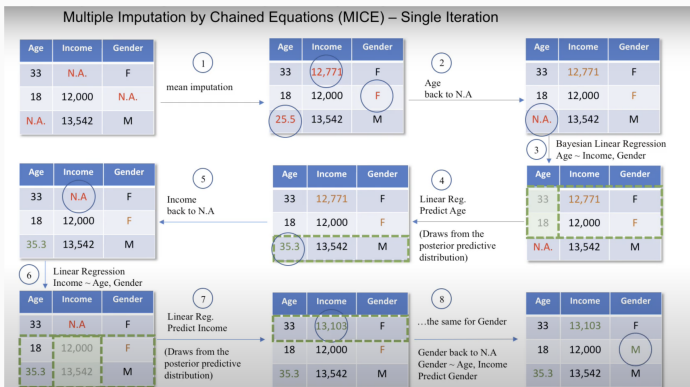 Multiple Imputation by Chained Equations (MICE) – Single Iteration
Age Income Gender
33 N.A. F
18 12,000 N.A.
N.A. 13,542 M
1
mean imputation
Age Income Gender
33 12,771 F
18 12,000 F
25.5 13,542 M
2
Age
back to N.A
Age Income Gender
33 12,771 F
18 12,000 F
N.A. 13,542 M
3
Bayesian Linear Regression
Age ~ Income, Gender
Age Income Gender
33 12,771 F
18 12,000 F
N.A. 13,542 M
4
Linear Reg.
Predict Age
(Draws from the
posterior predictive
distribution)
Age Income Gender
33 12,771 F
18 12,000 F
35.3 13,542 M
5
Income
back to N.A
Age Income Gender
33 N.A F
18 12,000 F
35.3 13,542 M
6
Linear Regression
Income ~ Age, Gender
Age Income Gender
33 N.A F
18 12,000 F
35.3 13,542 M
7
Linear Reg.
Predict Income
(Draws from the
posterior predictive
distribution)
Age Income Gender
33 13,103 F
18 12,000 F
35.3 13,542 M
8
…the same for Gender
Gender back to N.A
Gender ~ Age, Income
Predict Gender
Age Income Gender
33 13,103 F
18 12,000 M
35.3 13,542 M